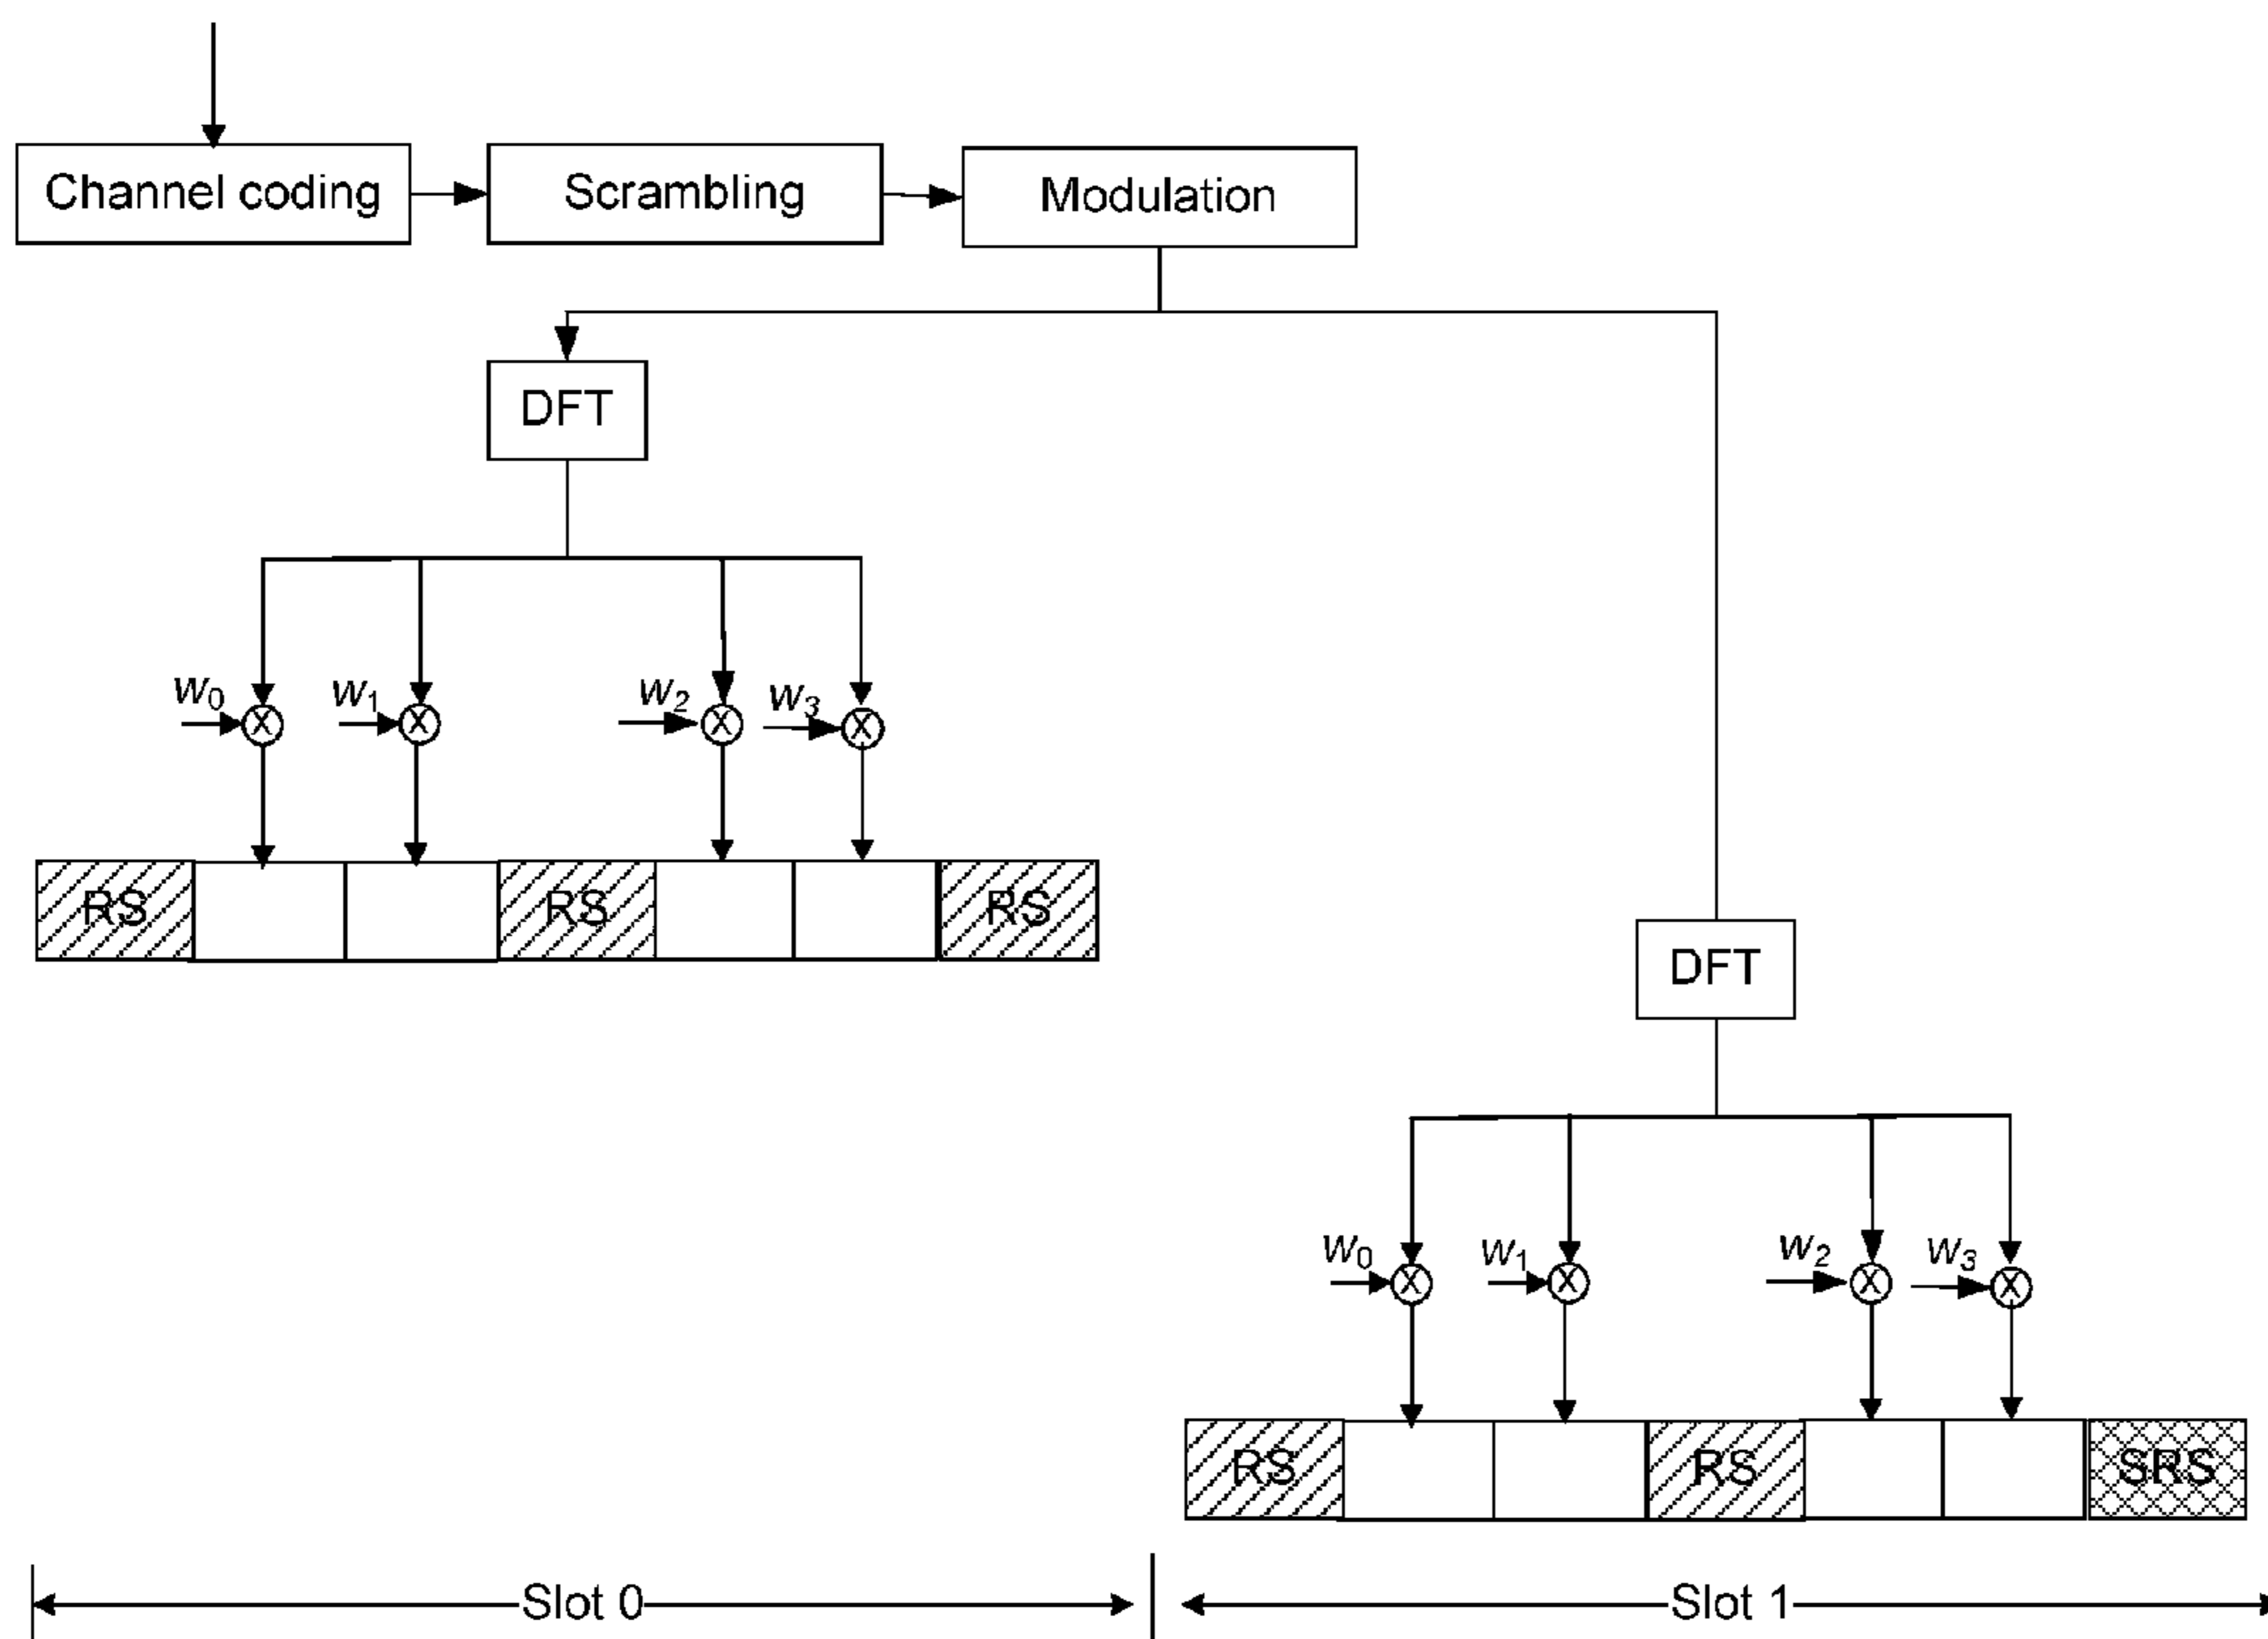 Channel coding
Scrambling
Modulation
DFT
w0
w1
w2
w3
X
X
X
X
RS
RS
RS
DFT
w0
w1
w2
w3
X
X
X
X
RS
RS
SRS
Slot 0
Slot 1